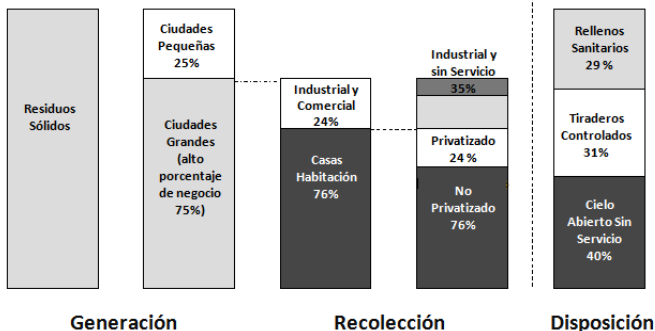 Residuos
Sólidos
Ciudades
Pequeñas
25%
Ciudades
Grandes
(alto
porcentaje
de negocio
75%)
Industrial y
Comercial
24%
Casas
Habitación
76%
Industrial y
sin Servicio
35%
Privatizado
24 %
No
Privatizado
76%
Rellenos
Sanitarios
29 %
Tiraderos
Controlados
31%
Cielo
Abierto Sin
Servicio
40%
Generación
Recolección
Disposición